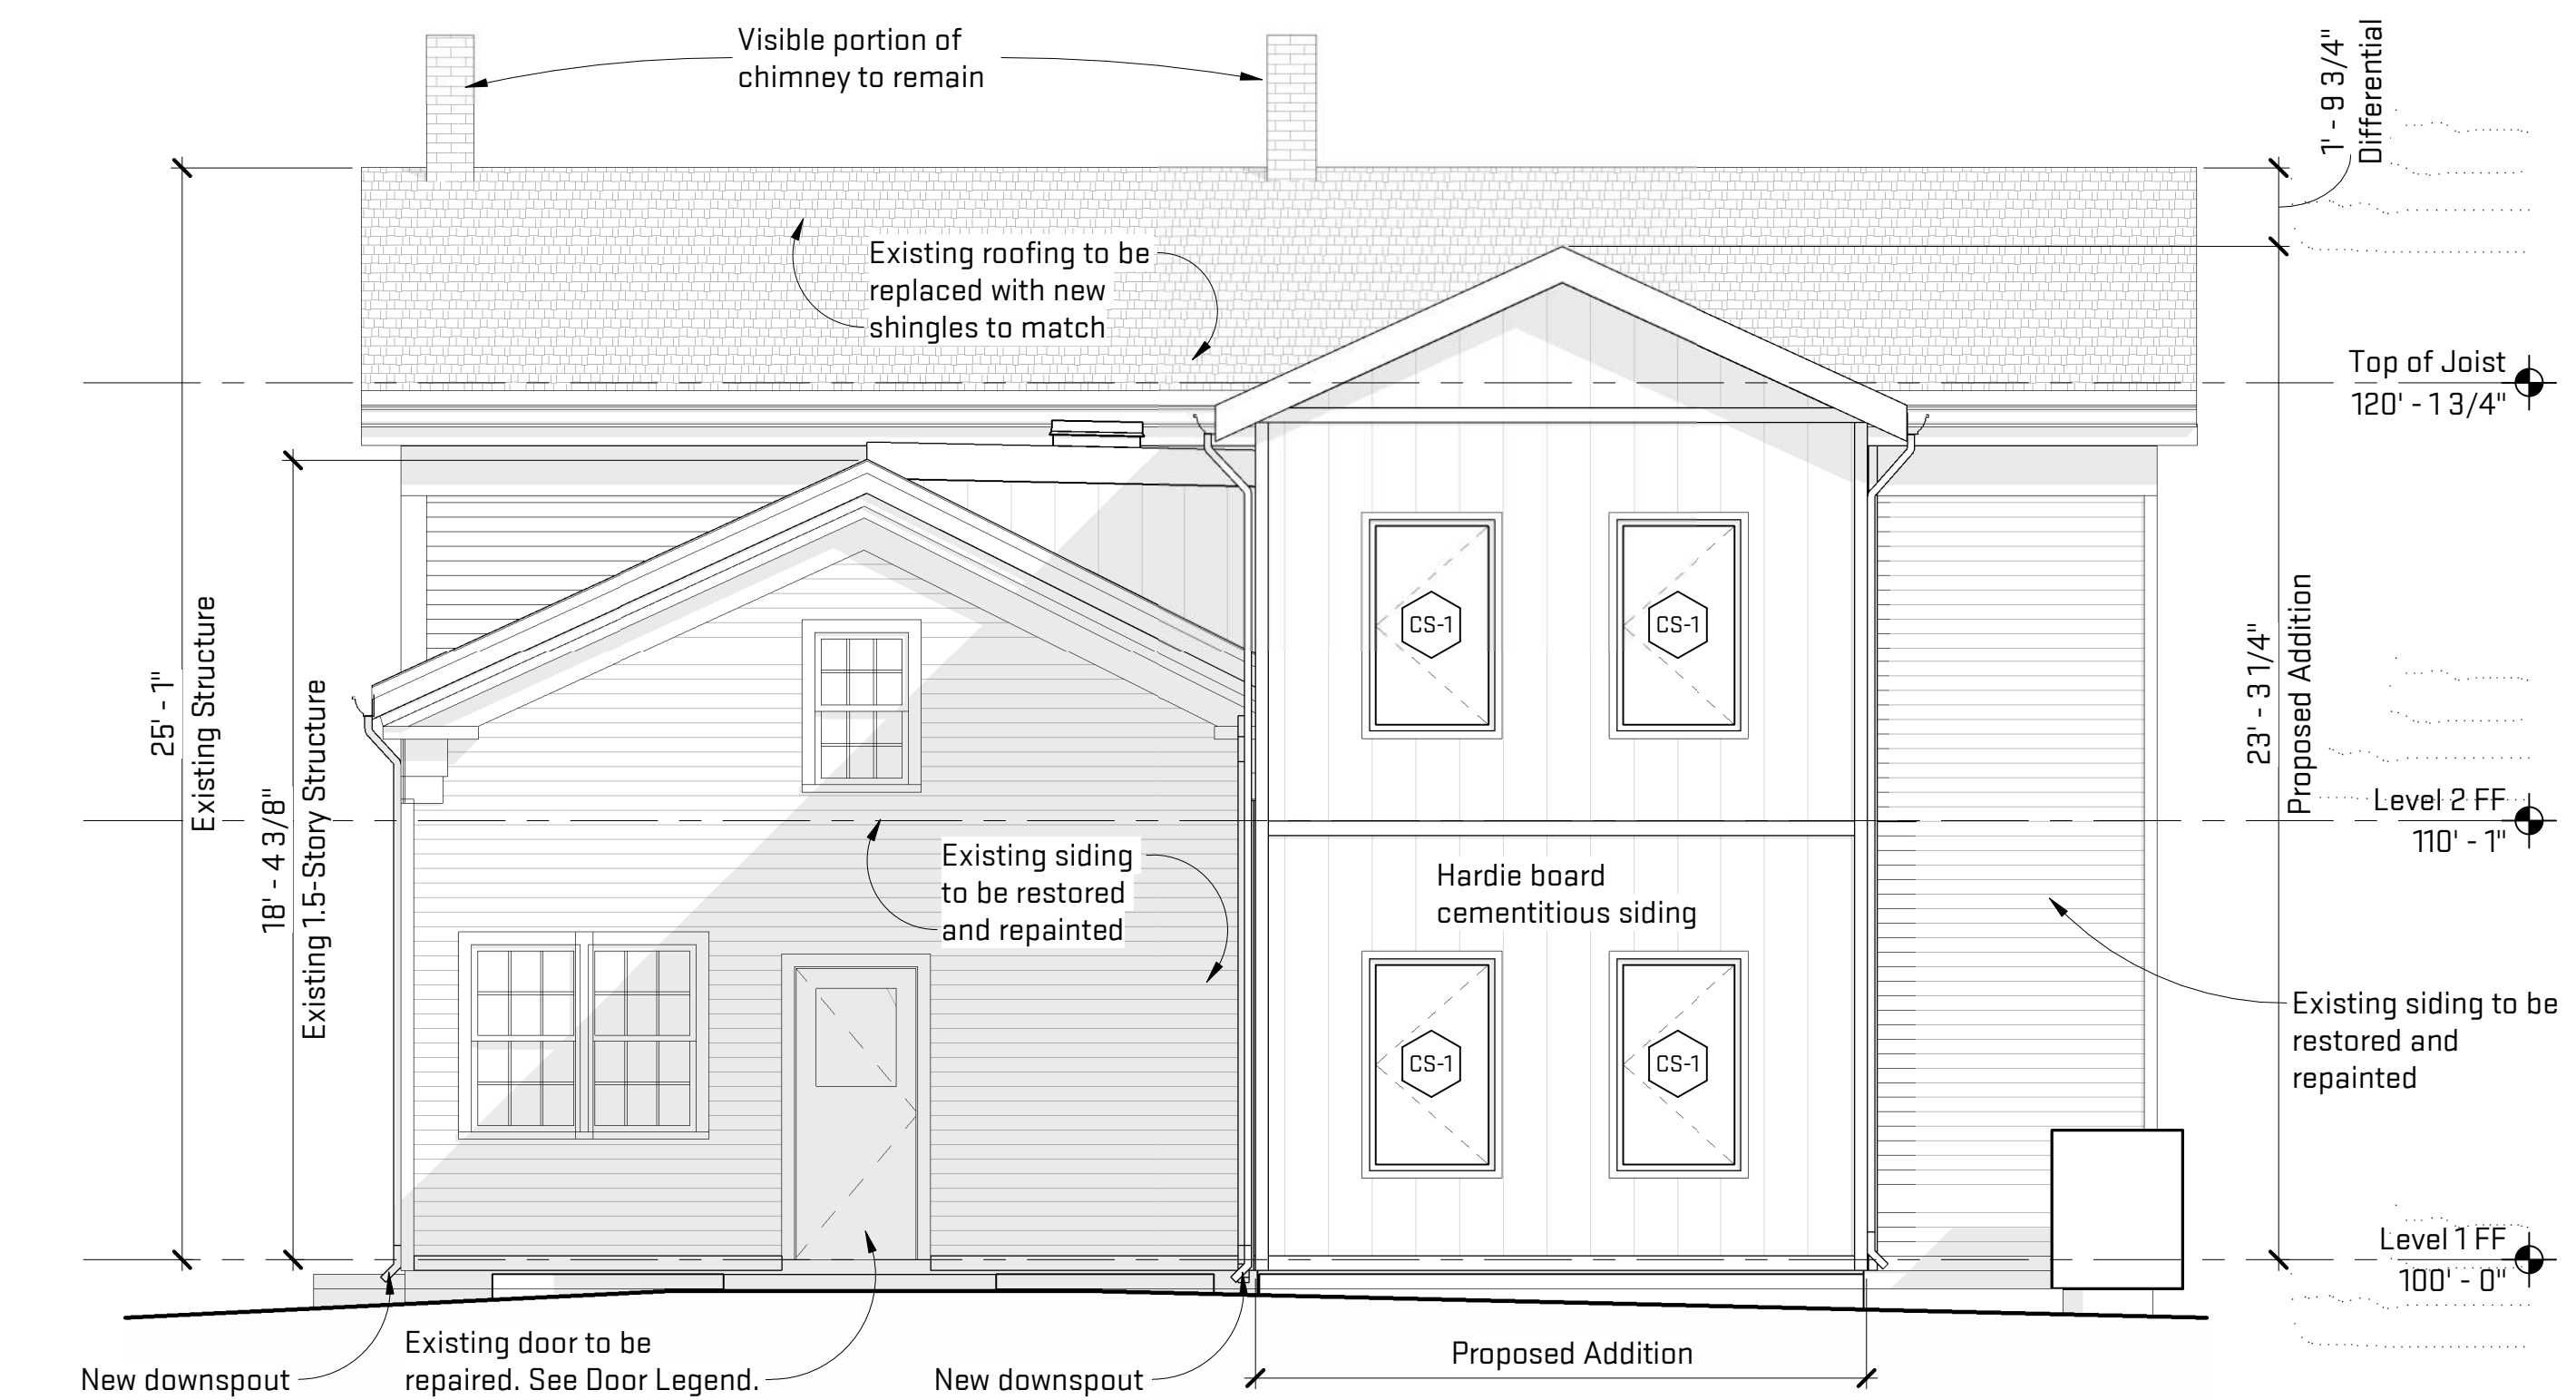 Visible portion of
chimney to remain
1' - 9 3/4"
Differential
Existing roofing to be
replaced with new
shingles to match
Top of Joist
120' - 1 3/4"
25' - 1"
Existing Structure
18' - 4 3/8"
Existing 1.5-Story Structure
CS-1
CS-1
23' - 3 1/4"
Proposed Addition
Level 2 FF
110' - 1"
Existing siding
to be restored
and repainted
Hardie board
cementitious siding
CS-1
CS-1
Existing siding to be
restored and
repainted
Level 1 FF
100' - 0"
New downspout
Existing door to be
repaired. See Door Legend.
New downspout
Proposed Addition